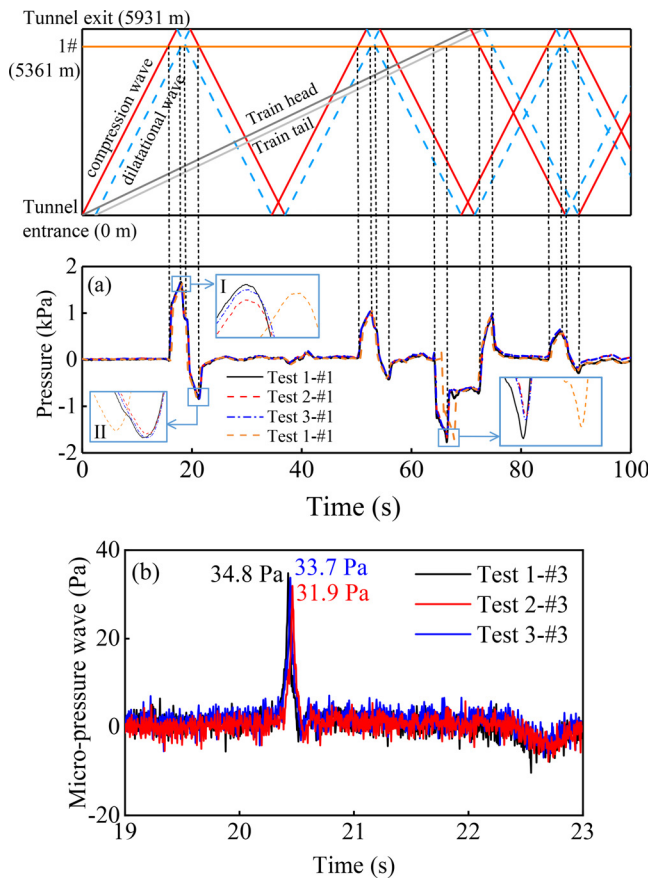 Tunnel exit (5931 m)
1#
(5361 m)
compression wave
dilatational wave
Train head
Train tail
Tunnel
entrance (0 m)
2
1
0
-1
-2
Pressure (kPa)
(a)
I
II
Test 1-#1
Test 2-#1
Test 3-#1
Test 1-#1
0
20
40
60
80
100
Time (s)
40
20
0
-20
Micro-pressure wave (Pa)
(b)
34.8 Pa
33.7 Pa
31.9 Pa
Test 1-#3
Test 2-#3
Test 3-#3
19
20
21
22
23
Time (s)